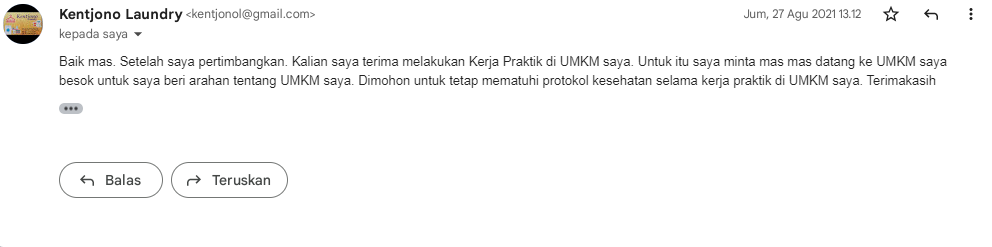 Kentjono Laundry <kentjonol@gmail.com> Jum, 27 Agu 2021 13.12
kepada saya
Baik mas. Setelah saya pertimbangkan. Kalian saya terima melakukan Kerja Praktik di UMKM saya. Untuk itu saya minta mas mas datang ke UMKM saya
besok untuk saya beri arahan tentang UMKM saya. Dimohon untuk tetap mematuhi protokol kesehatan selama kerja praktik di UMKM saya. Terimakasih
Balas Teruskan